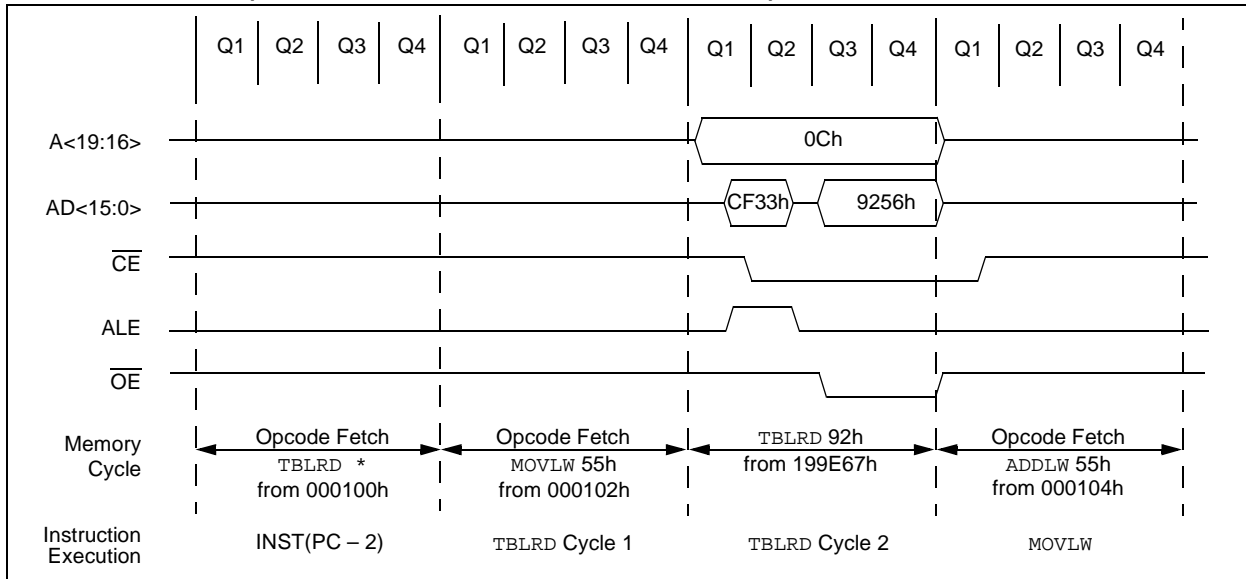 Q1 Q2 Q3 Q4 Q1 Q2 Q3 Q4 Q1 Q2 Q3 Q4 Q1 Q2 Q3 Q4
A<19:16>
0Ch
AD<15:0>
CF33h
9256h
CE
ALE
OE
Memory
Cycle
Opcode Fetch
TBLRD *
from 000100h
Opcode Fetch
MOVLW 55h
from 000102h
TBLRD 92h
from 199E67h
Opcode Fetch
ADDLW 55h
from 000104h
Instruction
Execution
INST(PC – 2)
TBLRD Cycle 1
TBLRD Cycle 2
MOVLW